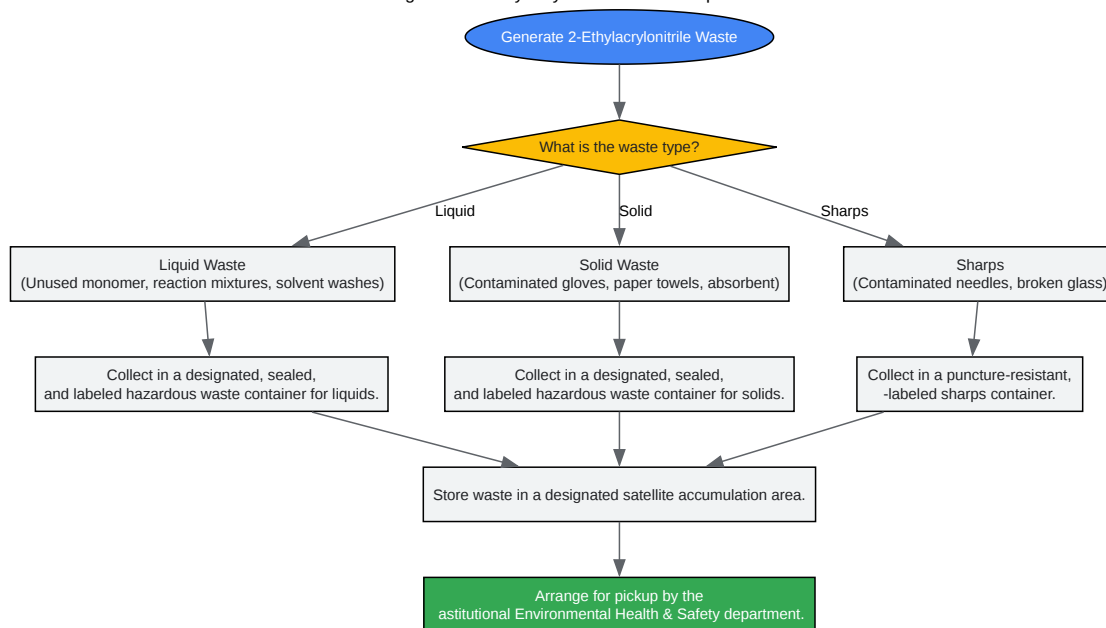 Generate 2-Ethylacrylonitrile Waste
What is the waste type?
Liquid
Solid
Sharps
Liquid Waste
(Unused monomer, reaction mixtures, solvent washes)
Solid Waste
(Contaminated gloves, paper towels, absorbent)
Sharps
(Contaminated needles, broken glass)
Collect in a designated, sealed,
and labeled hazardous waste container for liquids.
Collect in a designated, sealed,
and labeled hazardous waste container for solids.
Collect in a puncture-resistant,
-labeled sharps container.
Store waste in a designated satellite accumulation area.
Arrange for pickup by the
astitutional Environmental Health & Safety department.